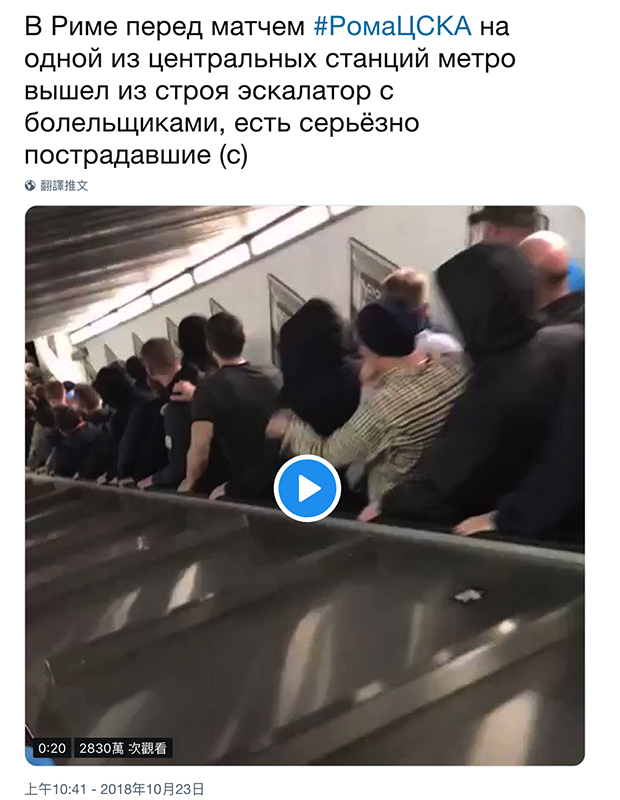 В Риме перед матчем #РомаЦСКА на
одной из центральных станций метро
вышел из строя эскалатор с
болельщиками, есть серьёзно
пострадавшие (с)
翻譯推文
0:20 2830萬 次觀看
上午10:41 - 2018年10月23日